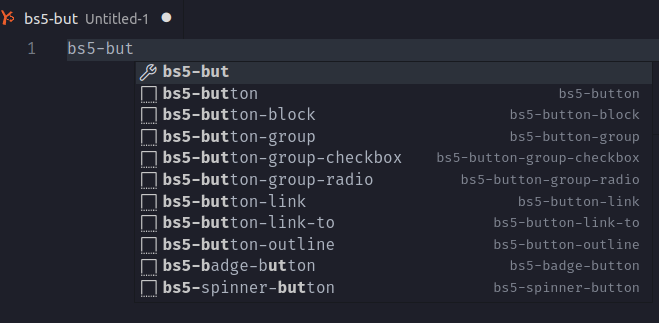 bs5-but Untitled-1
1 bs5-but
bs5-but
bs5-button bs5-button
bs5-button-block bs5-button-block
bs5-button-group bs5-button-group
bs5-button-group-checkbox bs5-button-group-checkbox
bs5-button-group-radio bs5-button-group-radio
bs5-button-link bs5-button-link
bs5-button-link-to bs5-button-link-to
bs5-button-outline bs5-button-outline
bs5-badge-button bs5-badge-button
bs5-spinner-button bs5-spinner-button